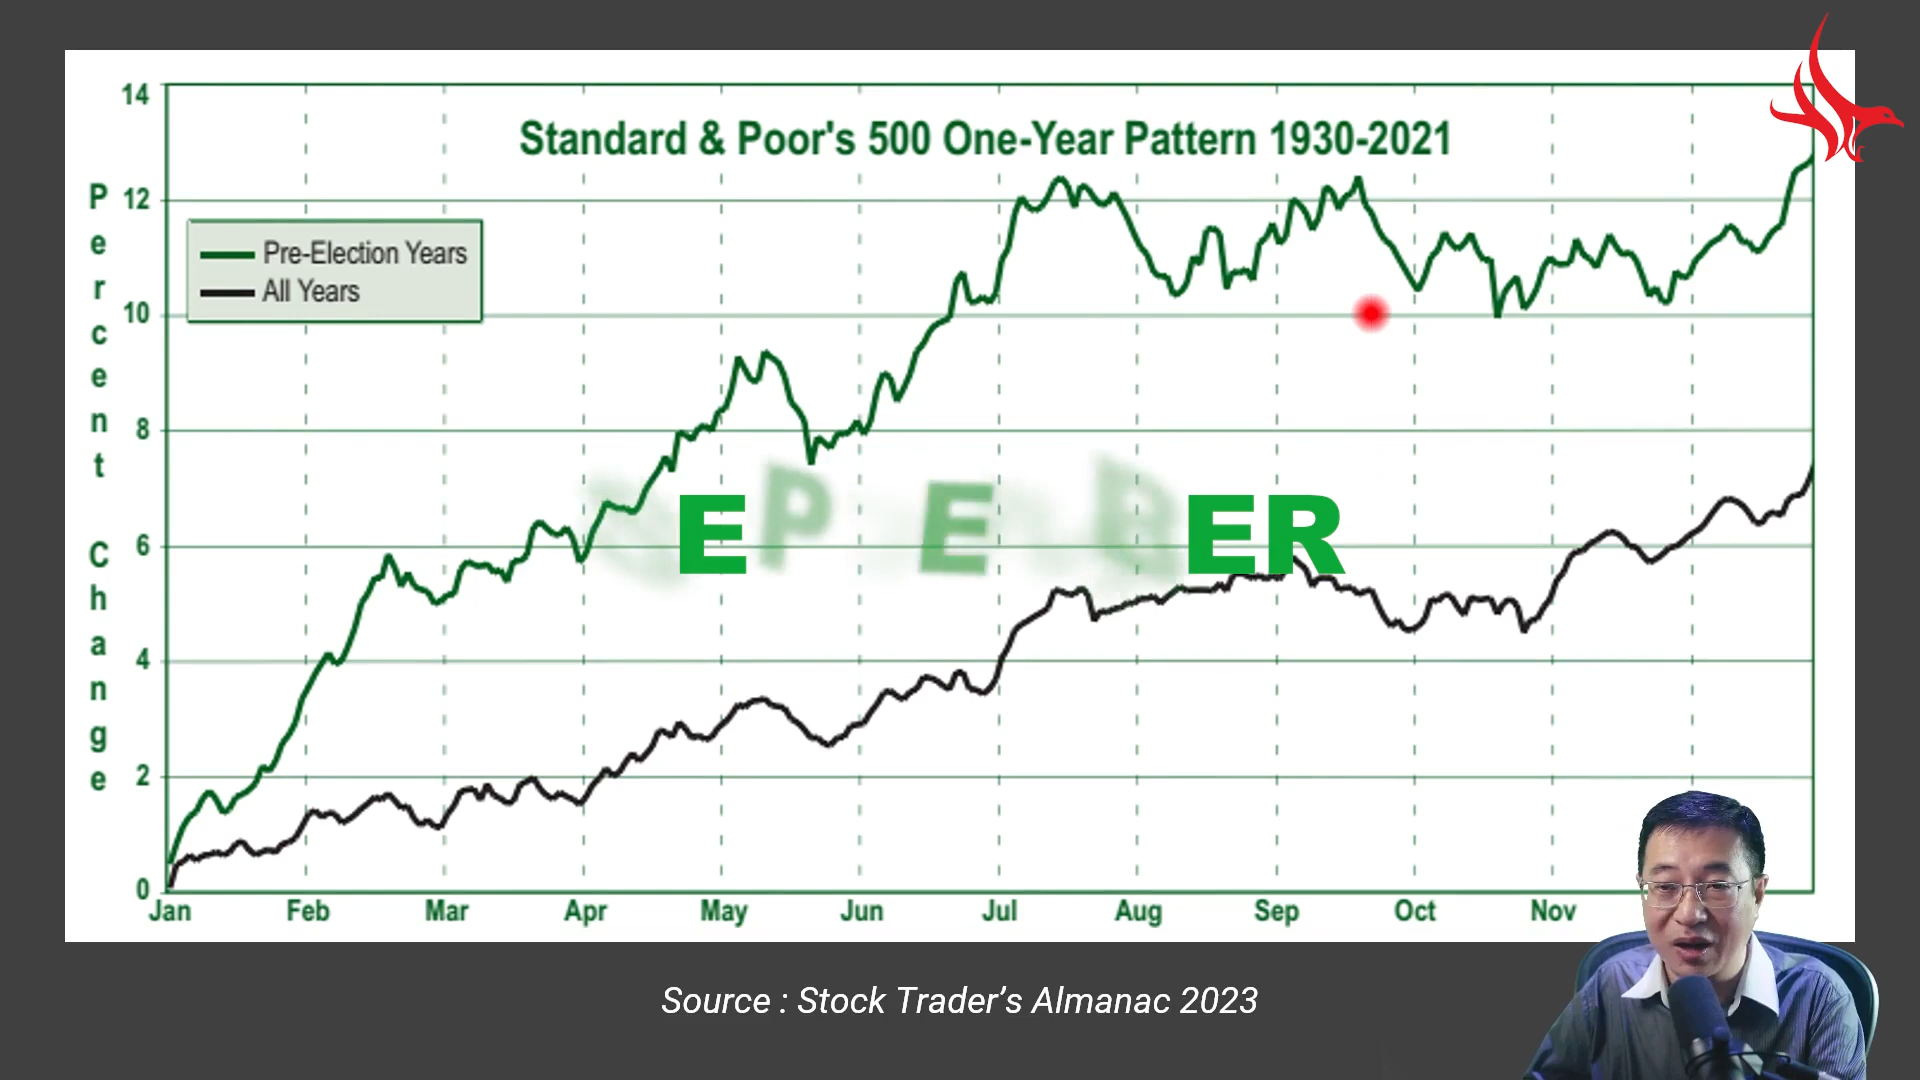 Standard & Poor's 500 One-Year Pattern 1930-2021
Percent Change
14
12
10
8
6
4
2
0
Pre-Election Years
All Years
E P E B ER
Jan Feb Mar Apr May Jun Jul Aug Sep Oct Nov
Source : Stock Trader’s Almanac 2023